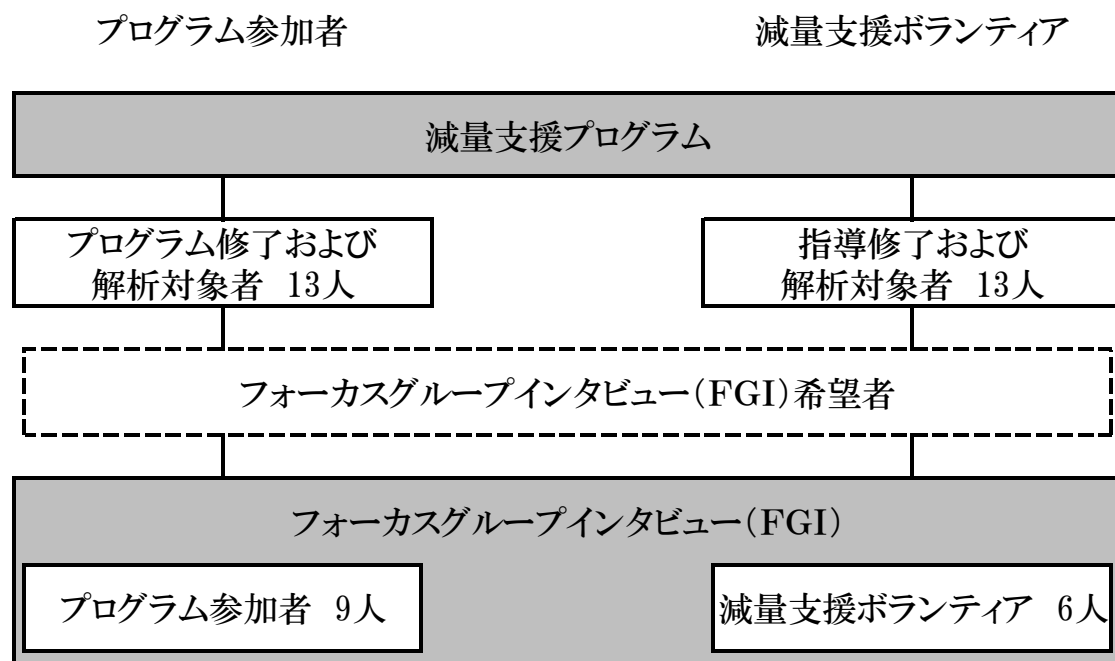 プログラム参加者
減量支援ボランティア
減量支援プログラム
プログラム修了および
解析対象者 13人
指導修了および
解析対象者 13人
フォーカスグループインタビュー(FGI)希望者
フォーカスグループインタビュー(FGI)
プログラム参加者 9人
減量支援ボランティア 6人